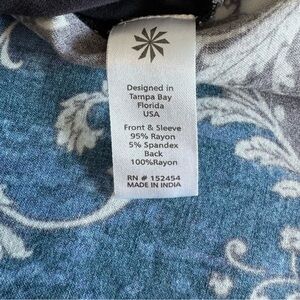 Designed in
Tampa Bay
Florida
USA
Front & Sleeve
95% Rayon
5% Spandex
Back
100%Rayon
RN # 152454
MADE IN INDIA